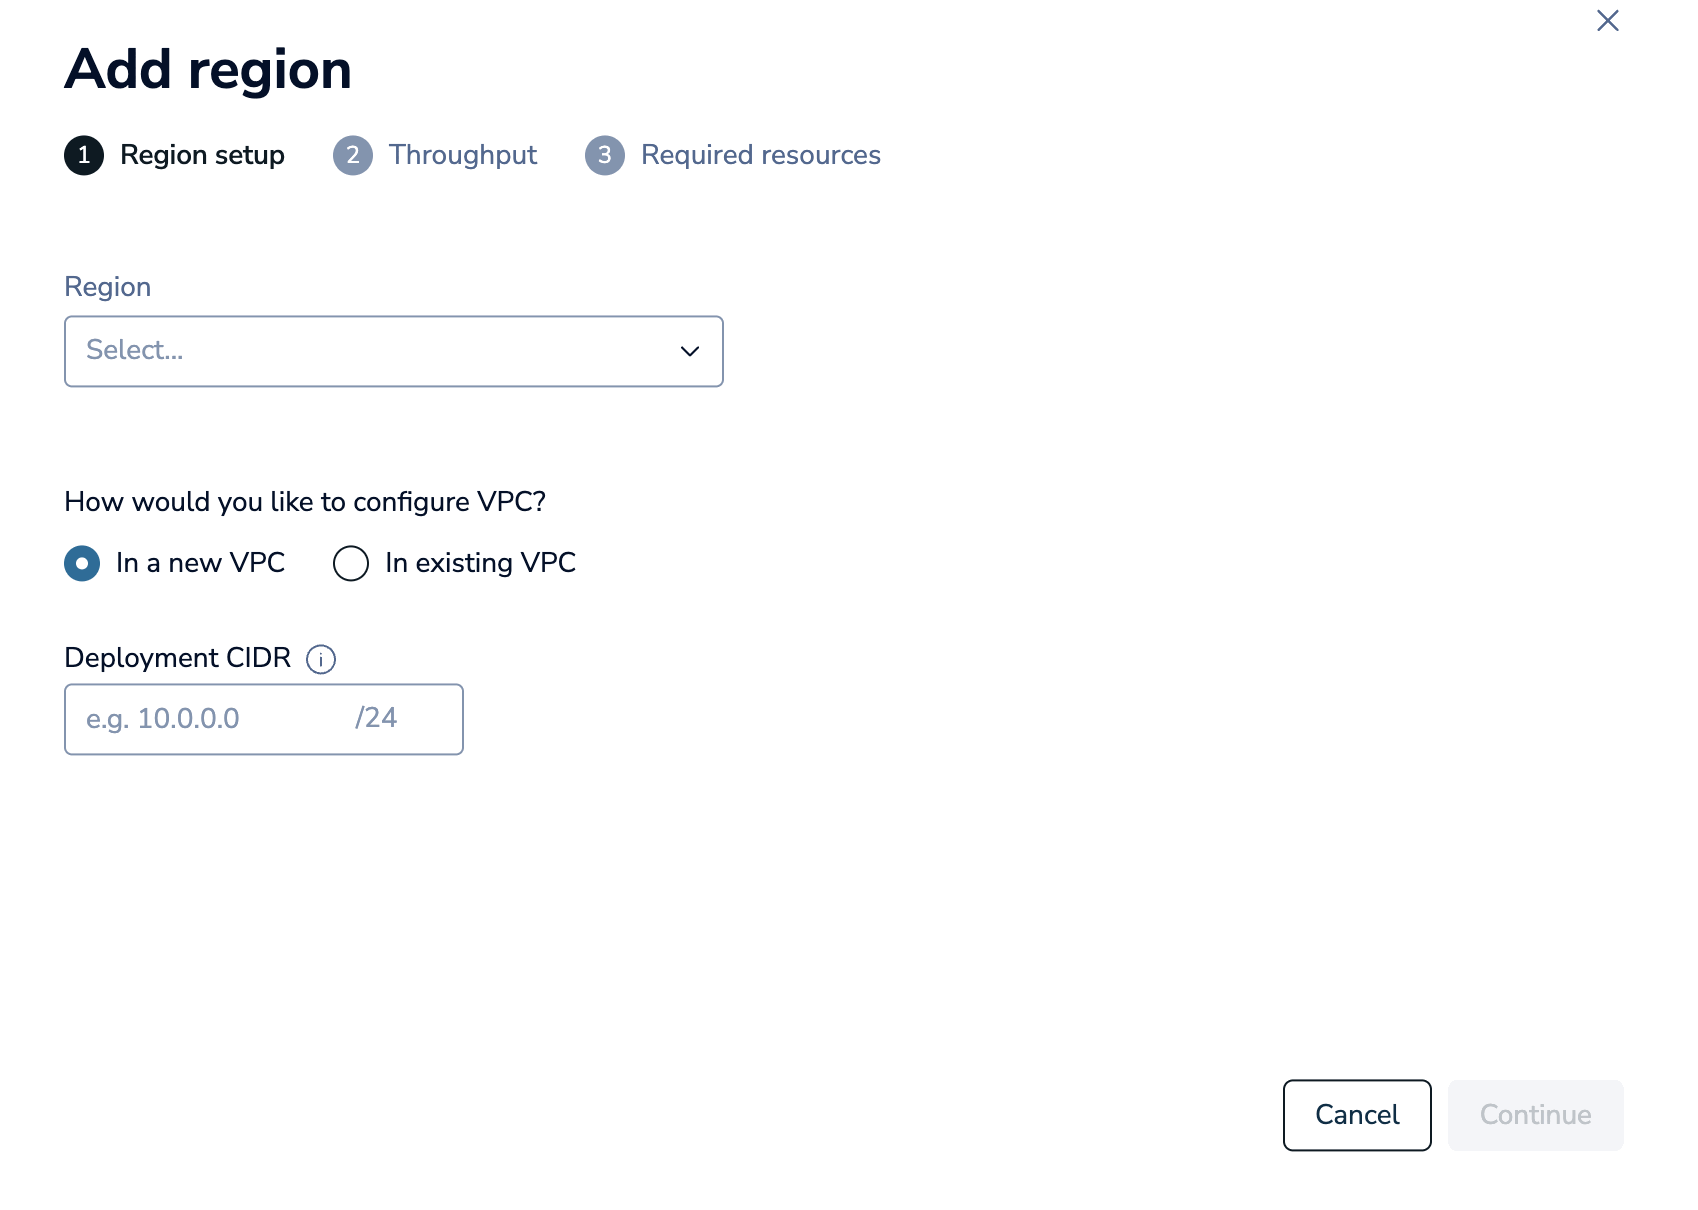 Add region
1 Region setup 2 Throughput 3 Required resources
Region
Select...
How would you like to configure VPC?
In a new VPC In existing VPC
Deployment CIDR i
e.g. 10.0.0.0 /24
Cancel Continue